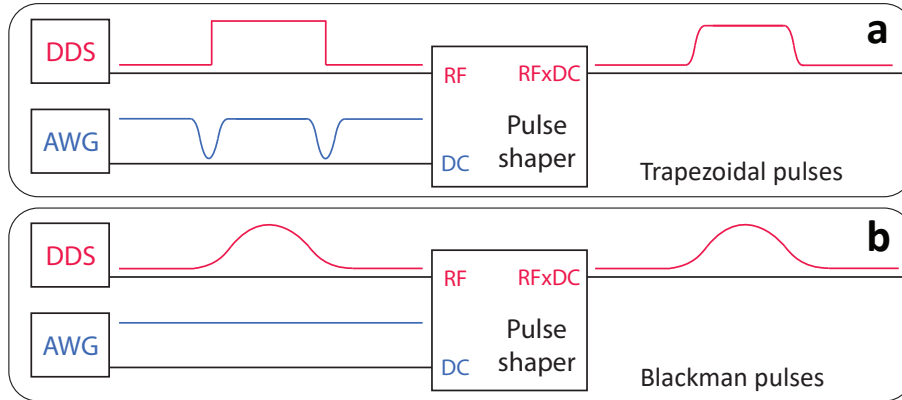 a
DDS
RF
RFxDC
AWG
Pulse
shaper
DC
Trapezoidal pulses
b
DDS
RF
RFxDC
AWG
Pulse
shaper
DC
Blackman pulses